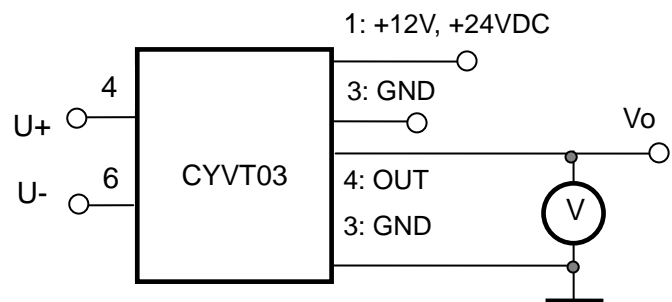 1: +12V, +24VDC
4
3: GND
U+
Vo
6
CYVT03
4: OUT
U-
V
3: GND